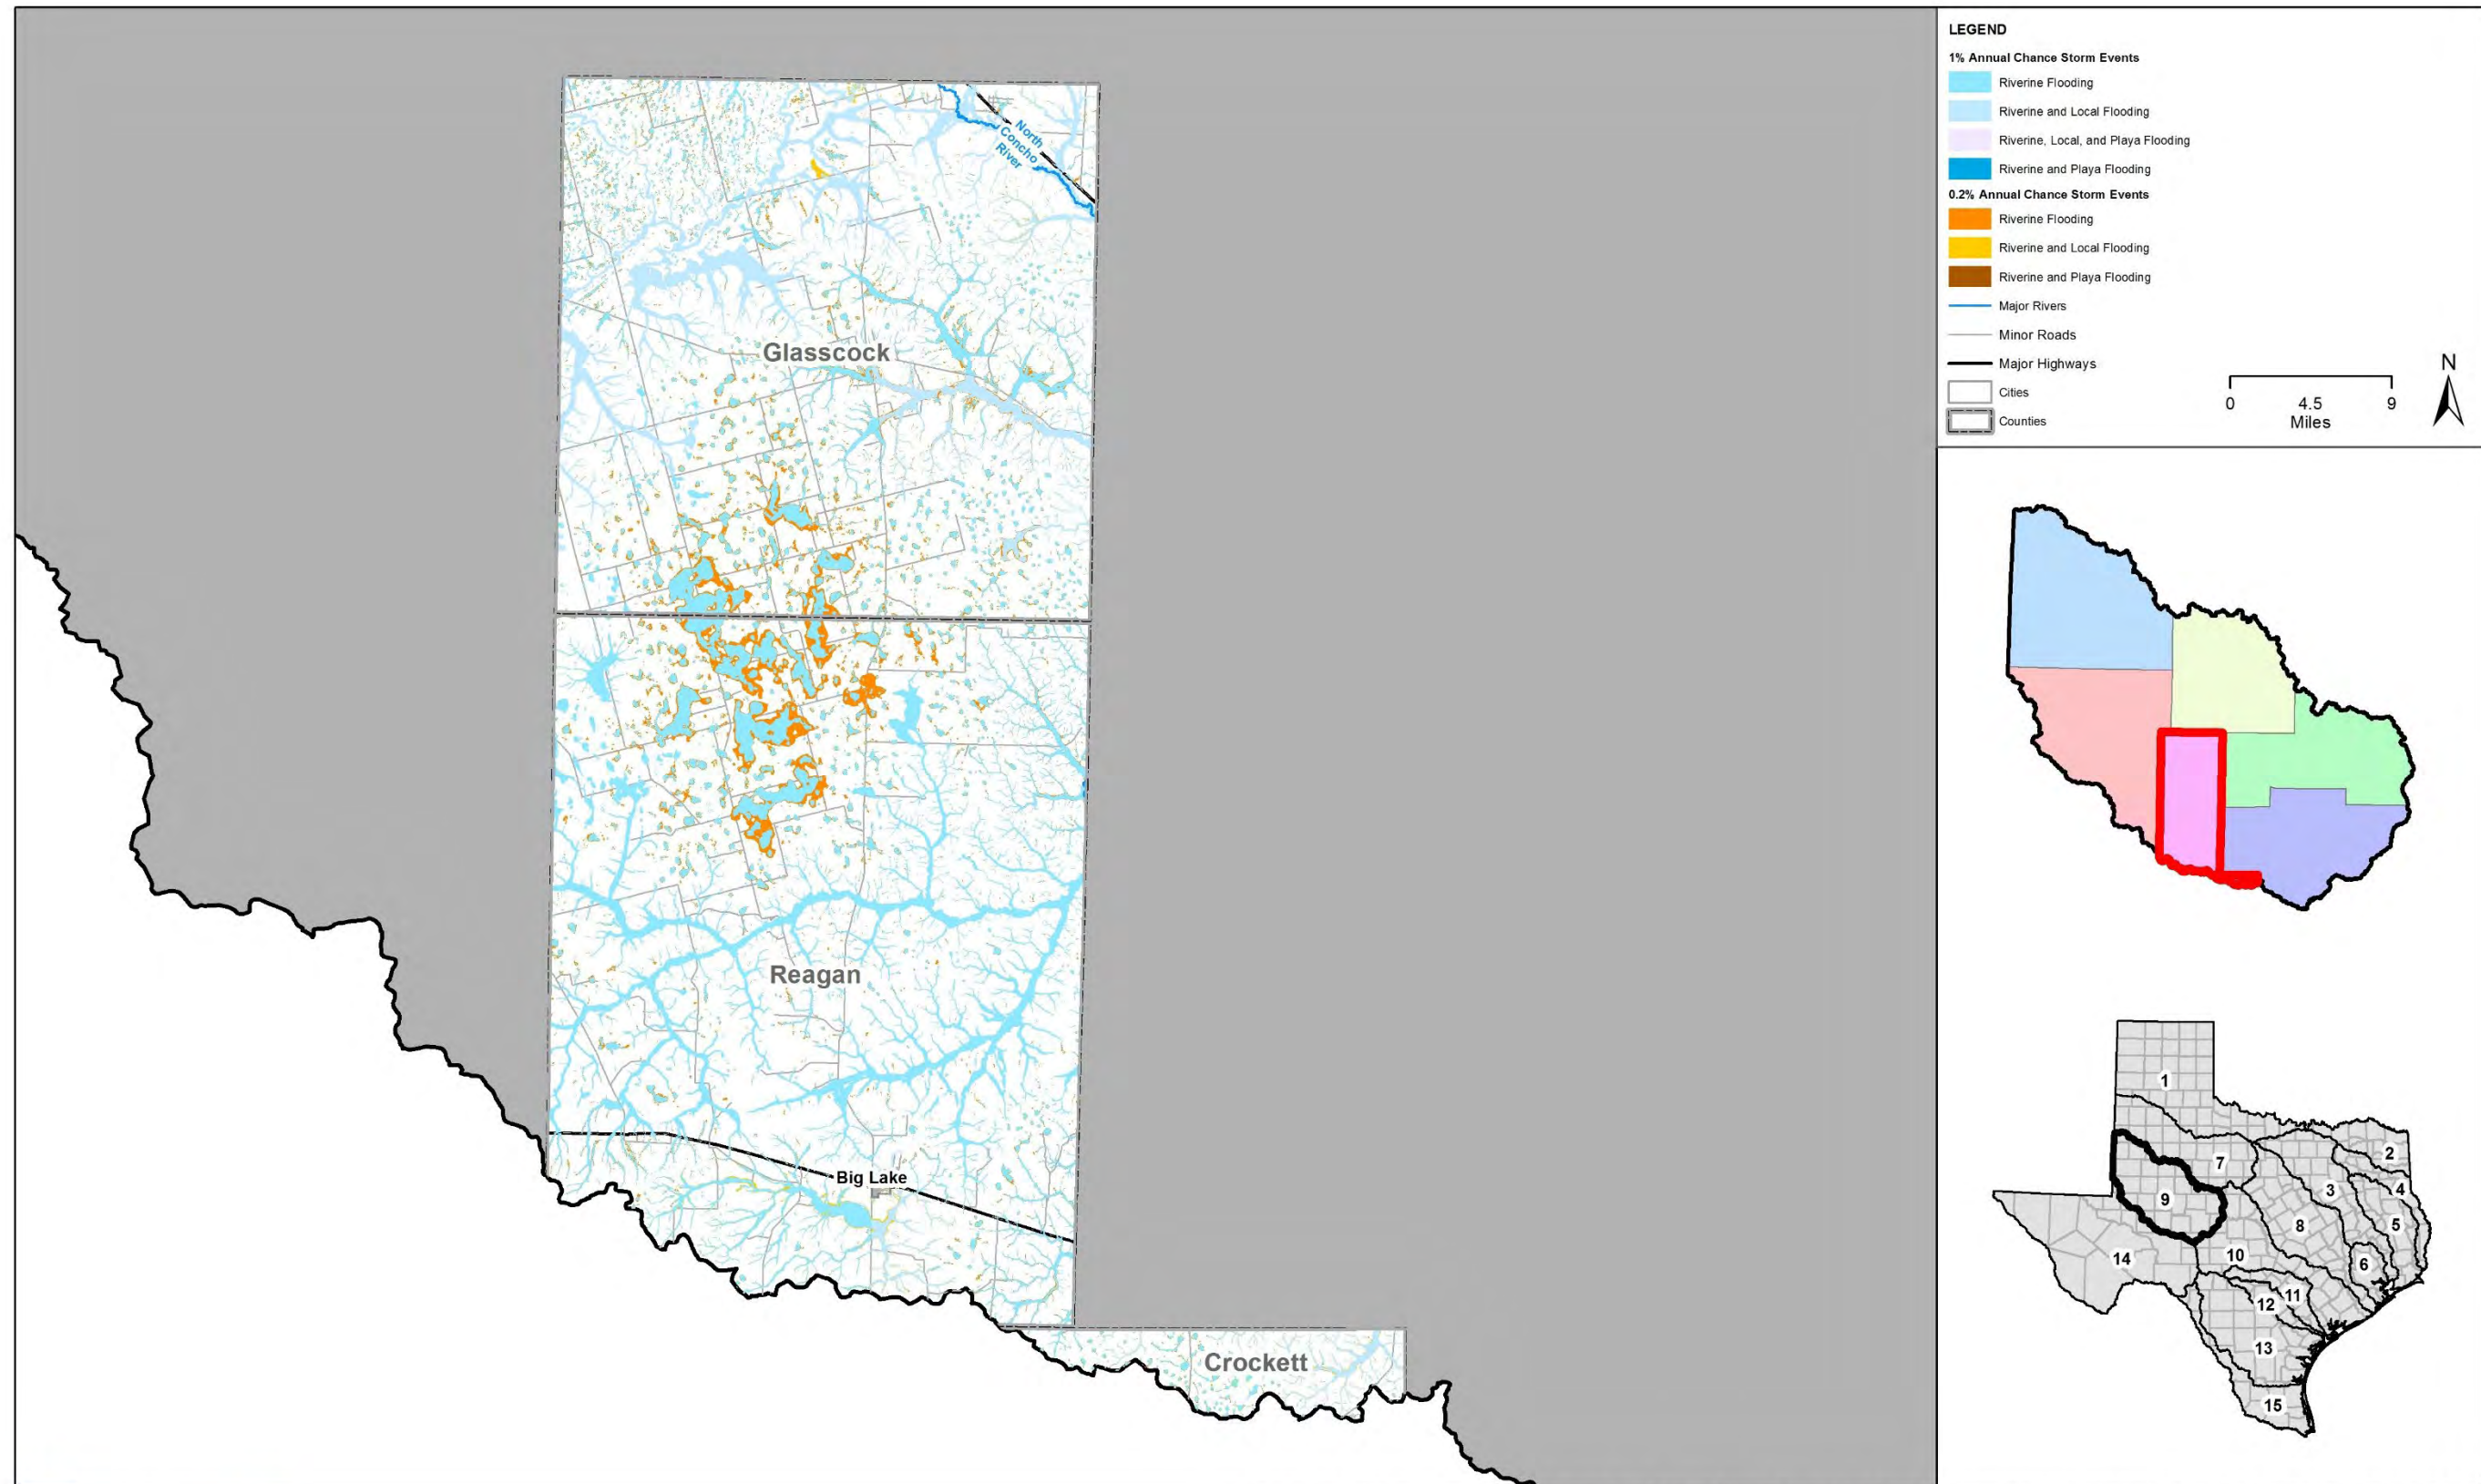 North
Concho
River
Glasscock
Reagan
Big Lake
Crockett
LEGEND
1% Annual Chance Storm Events
Riverine Flooding
Riverine and Local Flooding
Riverine, Local, and Playa Flooding
Riverine and Playa Flooding
0.2% Annual Chance Storm Events
Riverine Flooding
Riverine and Local Flooding
Riverine and Playa Flooding
Major Rivers
Minor Roads
Major Highways
Cities
Counties
0 4.5 9
Miles
N
1
2
7
3
4
9
5
8
10
14
6
11
12
13
15